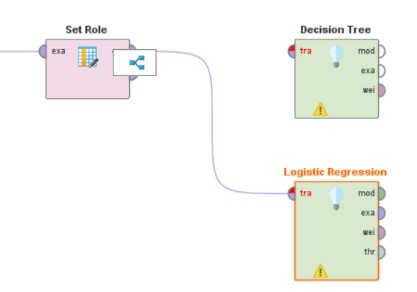 Set Role
exa
Decision Tree
tra
mod
exa
wei
Logistic Regression
tra
mod
exa
wei
thr